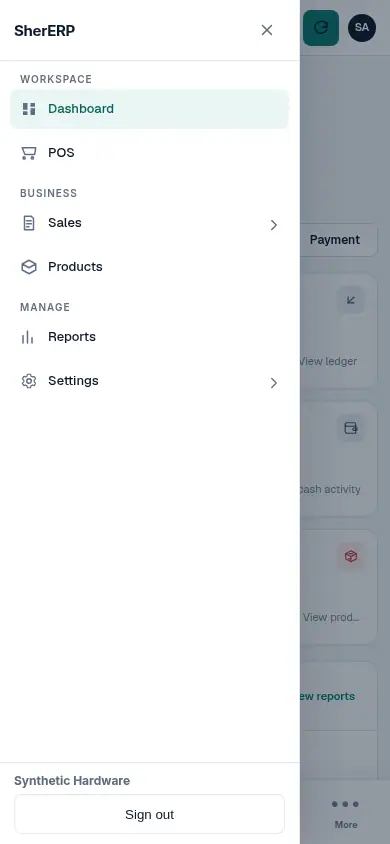 SherERP
SA
WORKSPACE
Dashboard
POS
BUSINESS
Sales
Payment
Products
MANAGE
Reports
View ledger
Settings
cash activity
View prod...
ew reports
Synthetic Hardware
Sign out
More